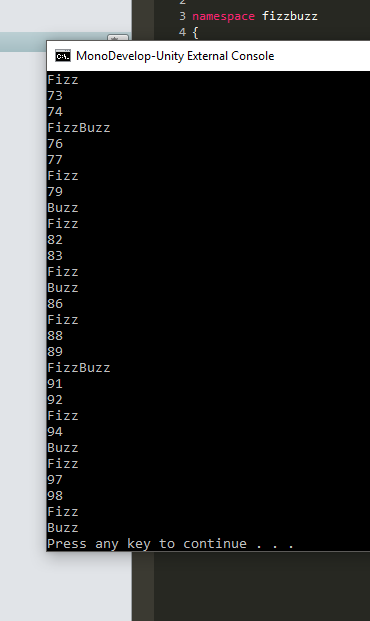 2
3 namespace fizzbuzz
4 {
MonoDevelop-Unity External Console
Fizz
73
74
FizzBuzz
76
77
Fizz
79
Buzz
Fizz
82
83
Fizz
Buzz
86
Fizz
88
89
FizzBuzz
91
92
Fizz
94
Buzz
Fizz
97
98
Fizz
Buzz
Press any key to continue . . .